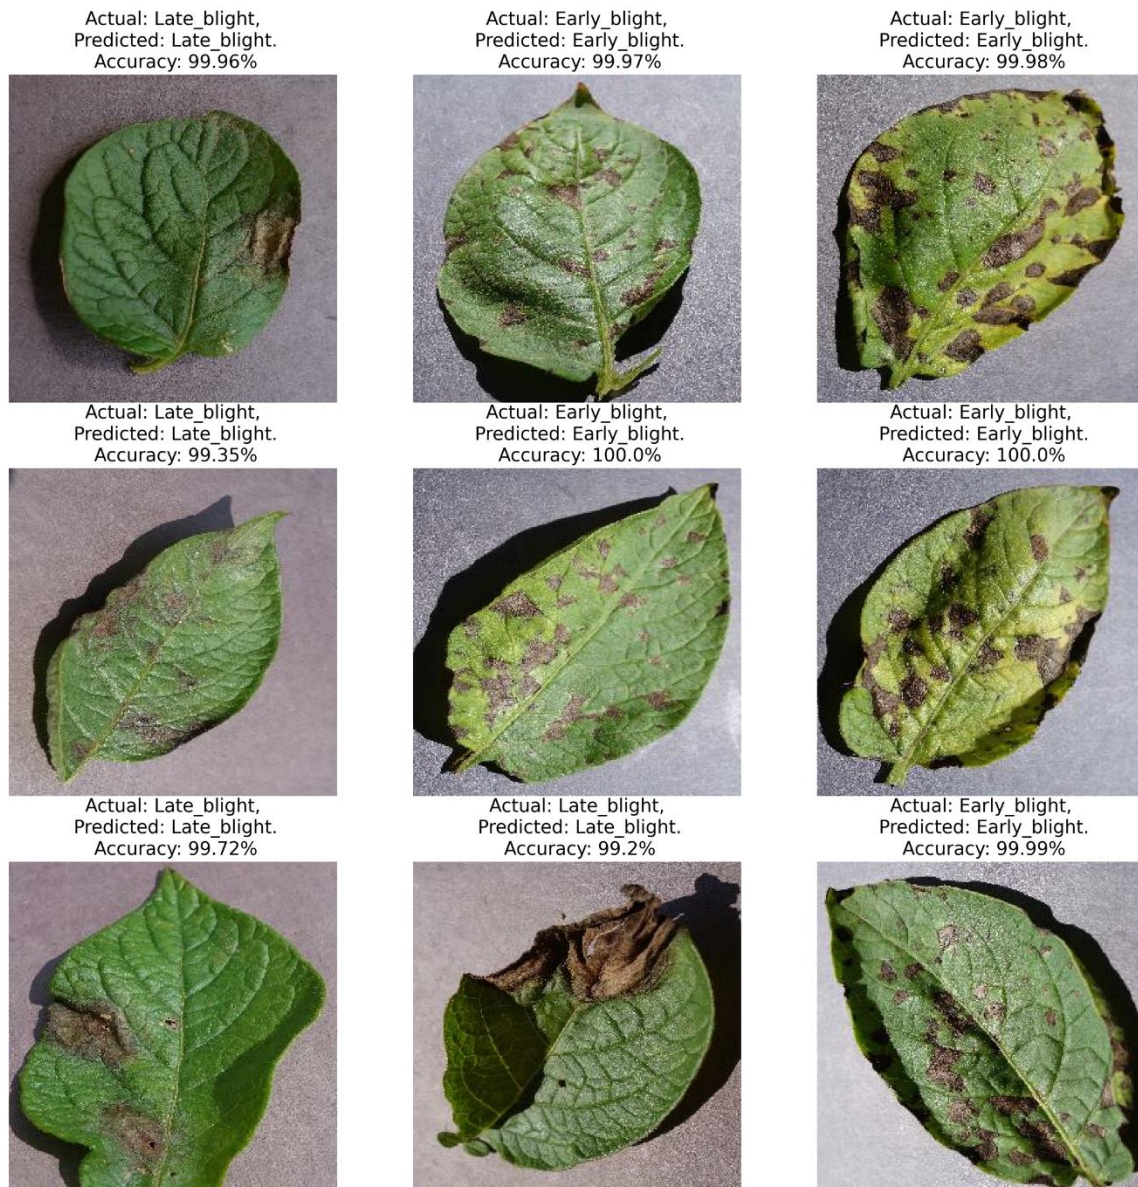 Actual: Late_blight,
Predicted: Late_blight.
Accuracy: 99.96%
Actual: Early_blight,
Predicted: Early_blight.
Accuracy: 99.97%
Actual: Early_blight,
Predicted: Early_blight.
Accuracy: 99.98%
Actual: Late_blight,
Predicted: Late_blight.
Accuracy: 99.35%
Actual: Early_blight,
Predicted: Early_blight.
Accuracy: 100.0%
Actual: Early_blight,
Predicted: Early_blight.
Accuracy: 100.0%
Actual: Late_blight,
Predicted: Late_blight.
Accuracy: 99.72%
Actual: Late_blight,
Predicted: Late_blight.
Accuracy: 99.2%
Actual: Early_blight,
Predicted: Early_blight.
Accuracy: 99.99%